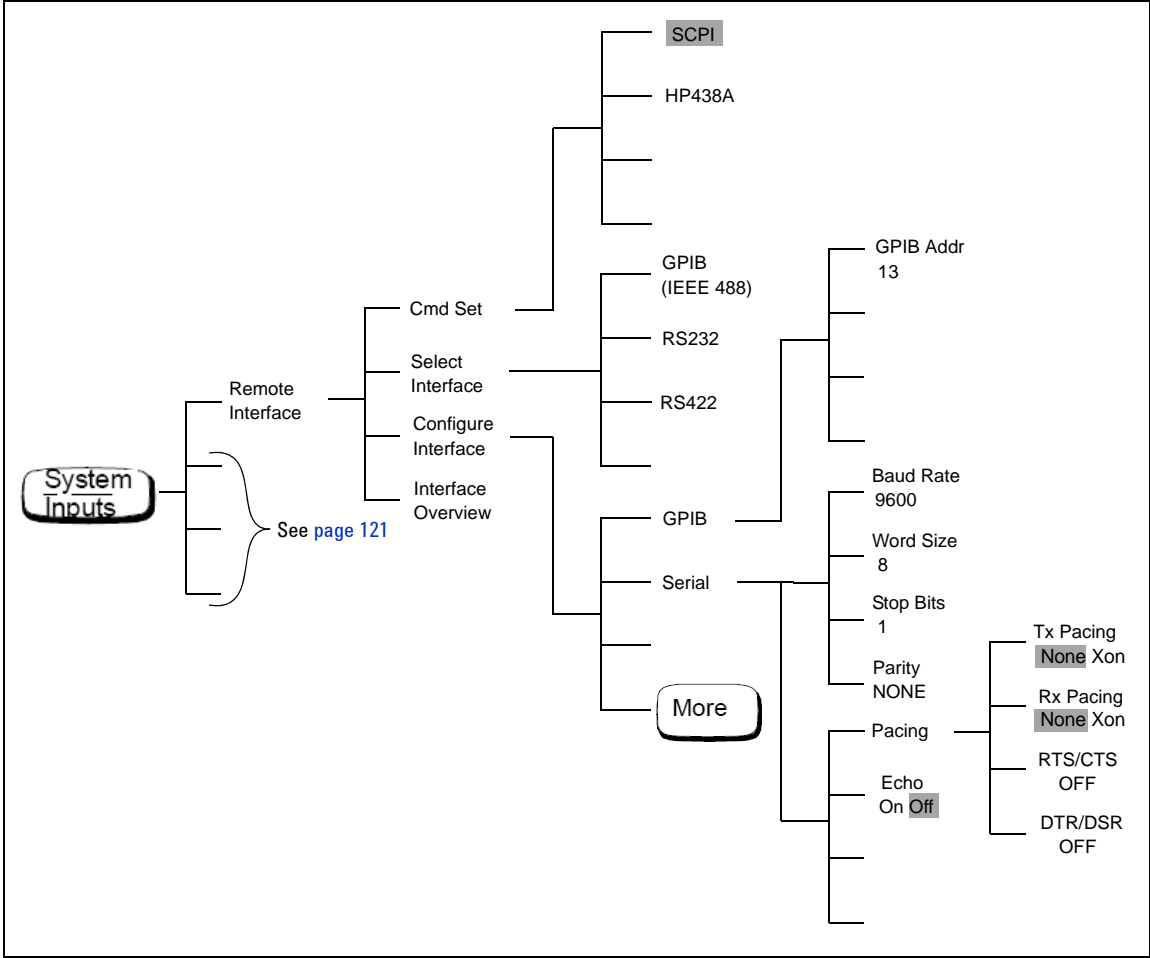 SCPI
HP438A
GPIB
(IEEE 488)
RS232
RS422
GPIB Addr
13
Cmd Set
Select
Interface
Configure
Interface
Interface
Overview
Remote
Interface
System
Inputs
See page 121
GPIB
Serial
More
Baud Rate
9600
Word Size
8
Stop Bits
1
Parity
NONE
Pacing
Echo
On Off
Tx Pacing
None Xon
Rx Pacing
None Xon
RTS/CTS
OFF
DTR/DSR
OFF